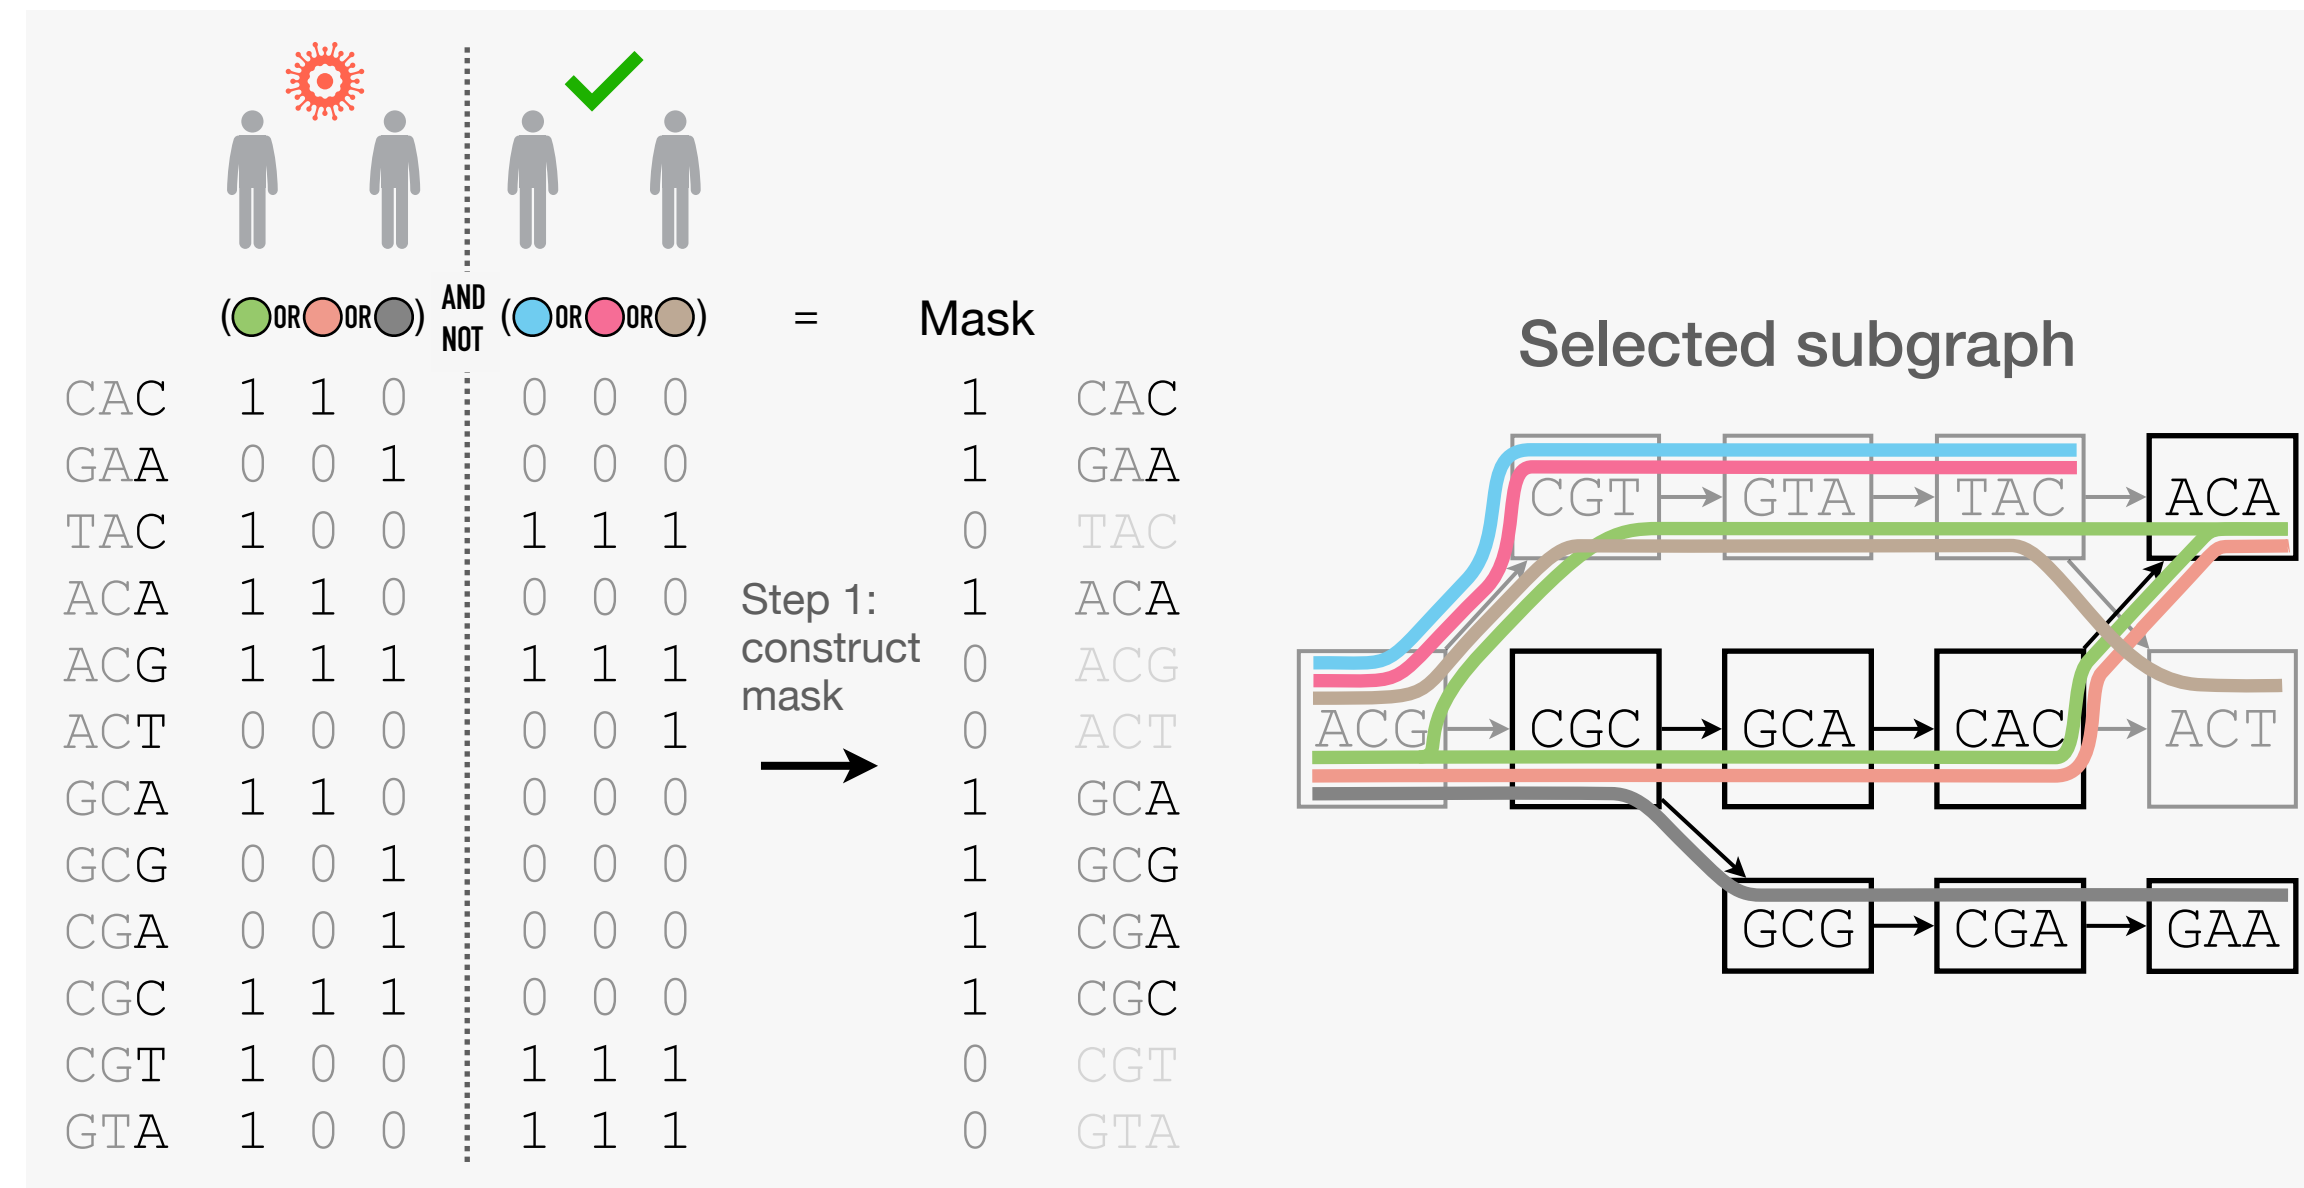 (OR OR) AND NOT (OR OR) = Mask
CAC 1 1 0 0 0 0 1 CAC
GAA 0 0 1 0 0 0 1 GAA
TAC 1 0 0 1 1 1 0 TAC
ACA 1 1 0 0 0 0 1 ACA
ACG 1 1 1 1 1 1 0 ACG
ACT 0 0 0 0 0 1 0 ACT
GCA 1 1 0 0 0 0 1 GCA
GCG 0 0 1 0 0 0 1 GCG
CGA 0 0 1 0 0 0 1 CGA
CGC 1 1 1 0 0 0 1 CGC
CGT 1 0 0 1 1 1 0 CGT
GTA 1 0 0 1 1 1 0 GTA
Step 1:
construct
mask
Selected subgraph
CGT GTA TAC ACA
ACG CGC GCA CAC ACT
GCG CGA GAA